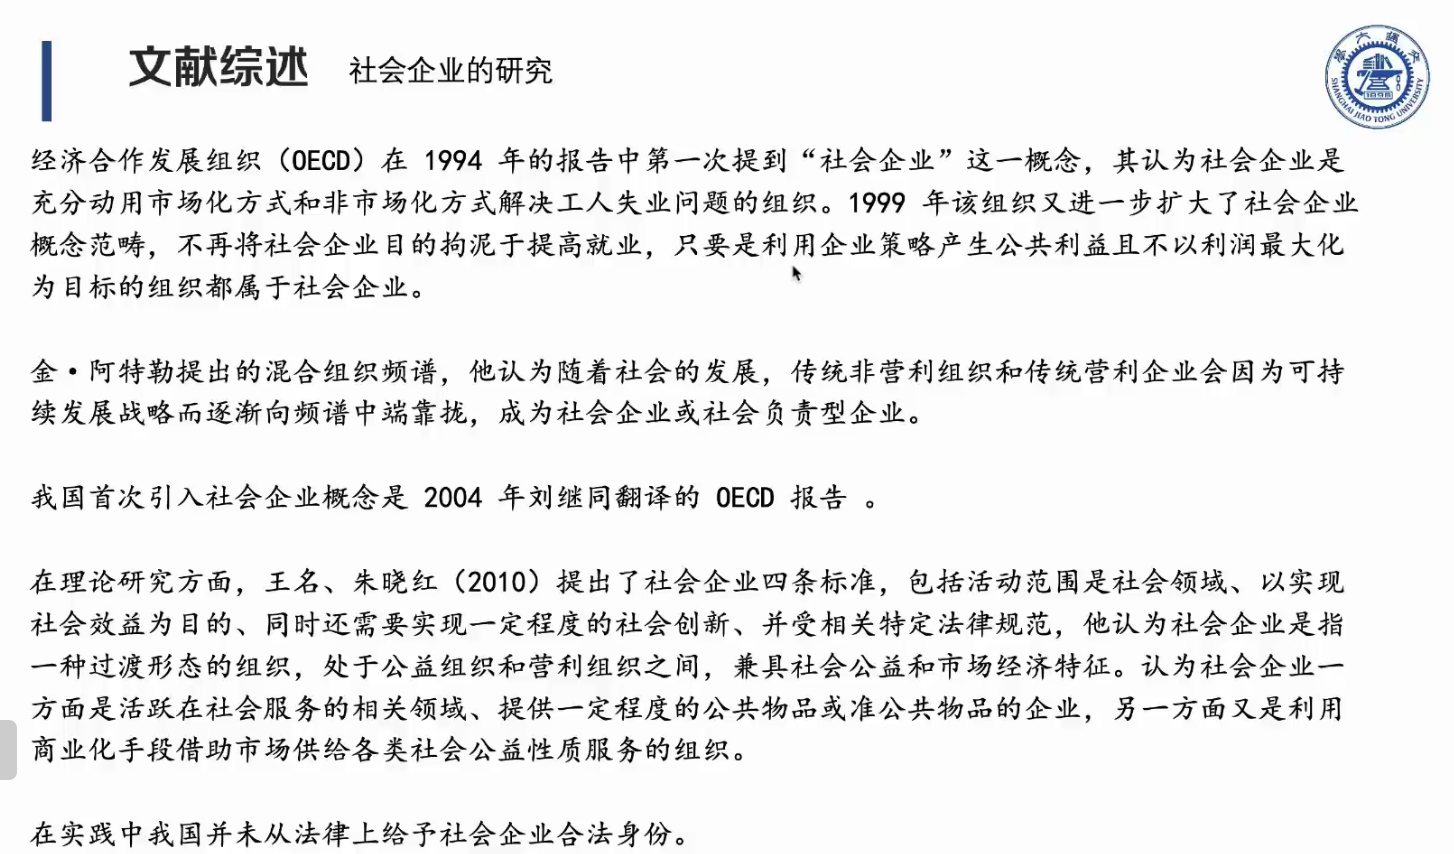 文献综述 社会企业的研究
SHANGHAI JIAO TONG UNIVERSITY
1896
经济合作发展组织（OECD）在 1994 年的报告中第一次提到“社会企业”这一概念，其认为社会企业是
充分动用市场化方式和非市场化方式解决工人失业问题的组织。1999 年该组织又进一步扩大了社会企业
概念范畴，不再将社会企业目的拘泥于提高就业，只要是利用企业策略产生公共利益且不以利润最大化
为目标的组织都属于社会企业。
金·阿特勒提出的混合组织频谱，他认为随着社会的发展，传统非营利组织和传统营利企业会因为可持
续发展战略而逐渐向频谱中端靠拢，成为社会企业或社会负责型企业。
我国首次引入社会企业概念是 2004 年刘继同翻译的 OECD 报告 。
在理论研究方面，王名、朱晓红（2010）提出了社会企业四条标准，包括活动范围是社会领域、以实现
社会效益为目的、同时还需要实现一定程度的社会创新、并受相关特定法律规范，他认为社会企业是指
一种过渡形态的组织，处于公益组织和营利组织之间，兼具社会公益和市场经济特征。认为社会企业一
方面是活跃在社会服务的相关领域、提供一定程度的公共物品或准公共物品的企业，另一方面又是利用
商业化手段借助市场供给各类社会公益性质服务的组织。
在实践中我国并未从法律上给予社会企业合法身份。